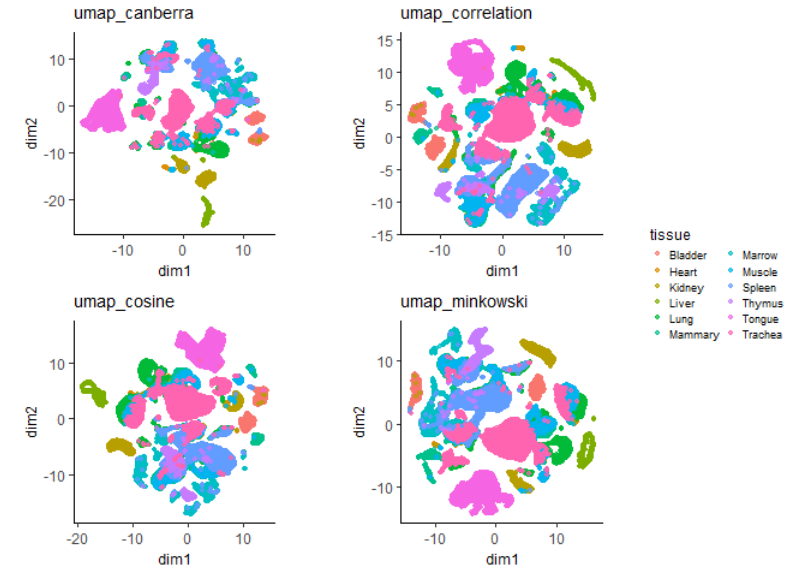 umap_canberra
10
0
-10
-20
dim2
-10
0
10
dim1
umap_correlation
15
10
5
0
-5
-10
-15
dim2
-10
0
10
dim1
umap_cosine
10
0
-10
dim2
-20
-10
0
10
dim1
umap_minkowski
10
0
-10
dim2
-10
0
10
dim1
tissue
Bladder
Heart
Kidney
Liver
Lung
Mammary
Marrow
Muscle
Spleen
Thymus
Tongue
Trachea